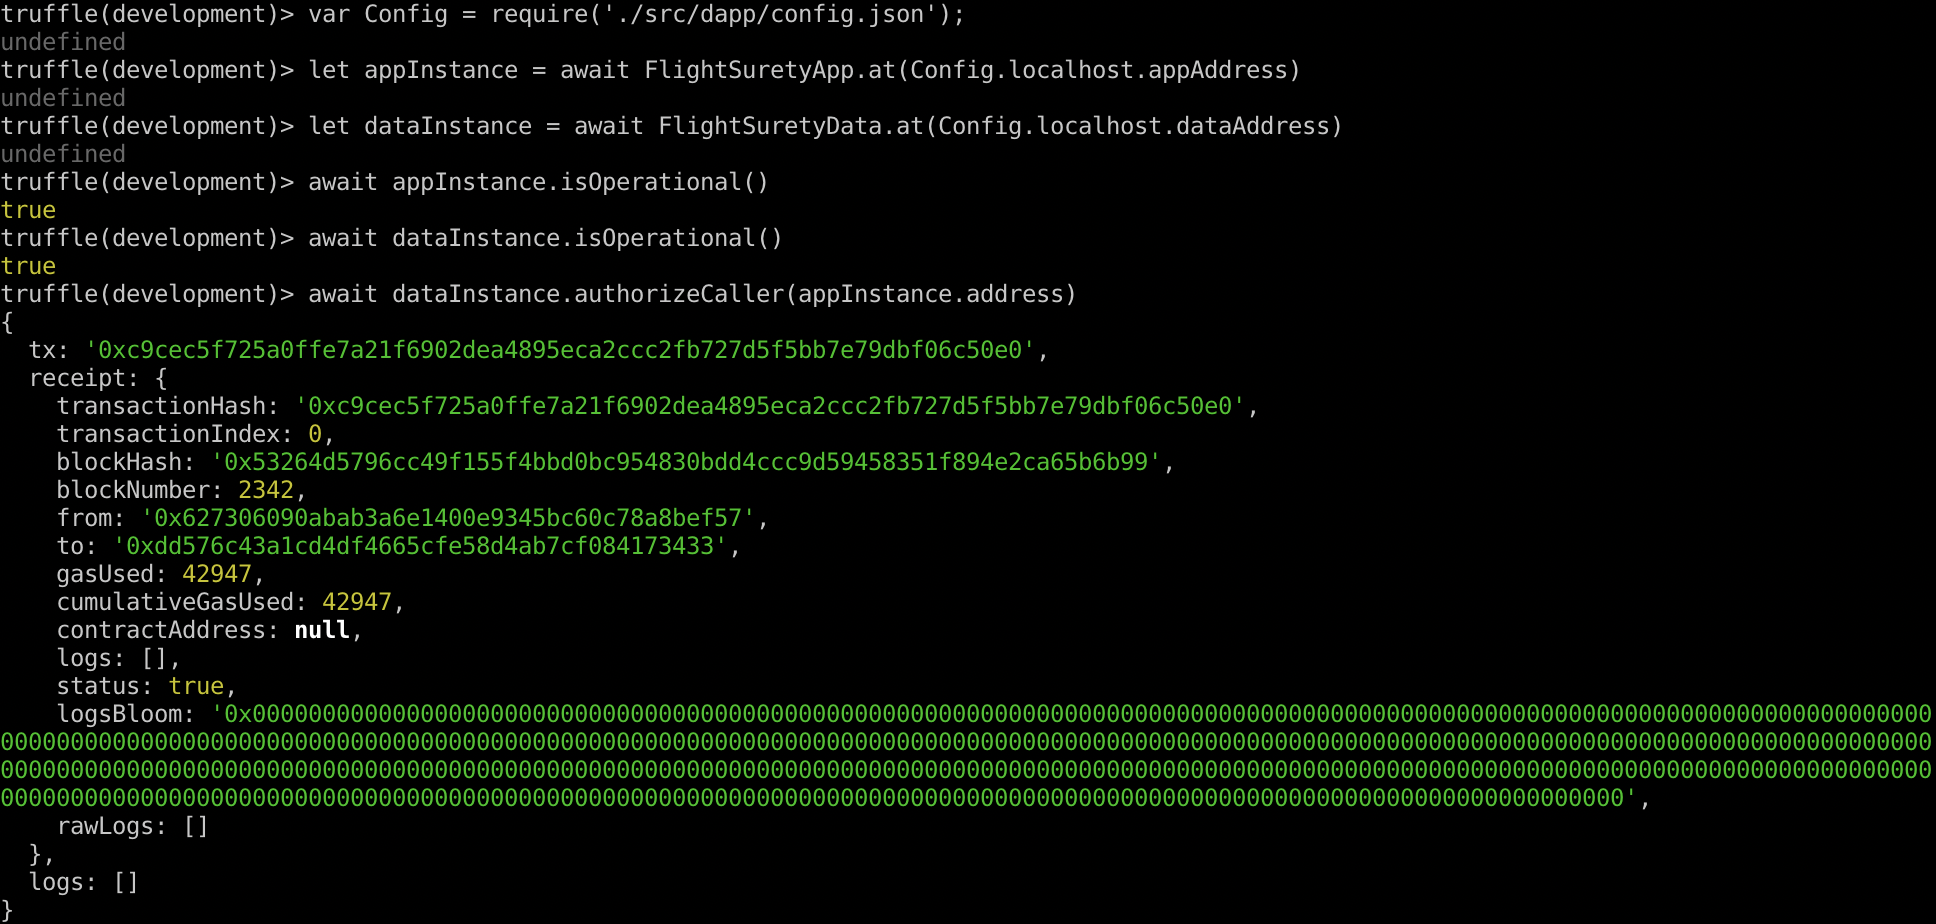 truffle(development)> var Config = require('./src/dapp/config.json');
undefined
truffle(development)> let appInstance = await FlightSuretyApp.at(Config.localhost.appAddress)
undefined
truffle(development)> let dataInstance = await FlightSuretyData.at(Config.localhost.dataAddress)
undefined
truffle(development)> await appInstance.isOperational()
true
truffle(development)> await dataInstance.isOperational()
true
truffle(development)> await dataInstance.authorizeCaller(appInstance.address)
{
  tx: '0xc9cec5f725a0ffe7a21f6902dea4895eca2ccc2fb727d5f5bb7e79dbf06c50e0',
  receipt: {
    transactionHash: '0xc9cec5f725a0ffe7a21f6902dea4895eca2ccc2fb727d5f5bb7e79dbf06c50e0',
    transactionIndex: 0,
    blockHash: '0x53264d5796cc49f155f4bbd0bc954830bdd4ccc9d59458351f894e2ca65b6b99',
    blockNumber: 2342,
    from: '0x627306090abab3a6e1400e9345bc60c78a8bef57',
    to: '0xdd576c43a1cd4df4665cfe58d4ab7cf084173433',
    gasUsed: 42947,
    cumulativeGasUsed: 42947,
    contractAddress: null,
    logs: [],
    status: true,
    logsBloom: '0x000000000000000000000000000000000000000000000000000000000000000000000000000000000000000000000000000000000000000000000000
000000000000000000000000000000000000000000000000000000000000000000000000000000000000000000000000000000000000000000000000000000000000000000
000000000000000000000000000000000000000000000000000000000000000000000000000000000000000000000000000000000000000000000000000000000000000000
00000000000000000000000000000000000000000000000000000000000000000000000000000000000000000000000000000000000000000000',
    rawLogs: []
  },
  logs: []
}